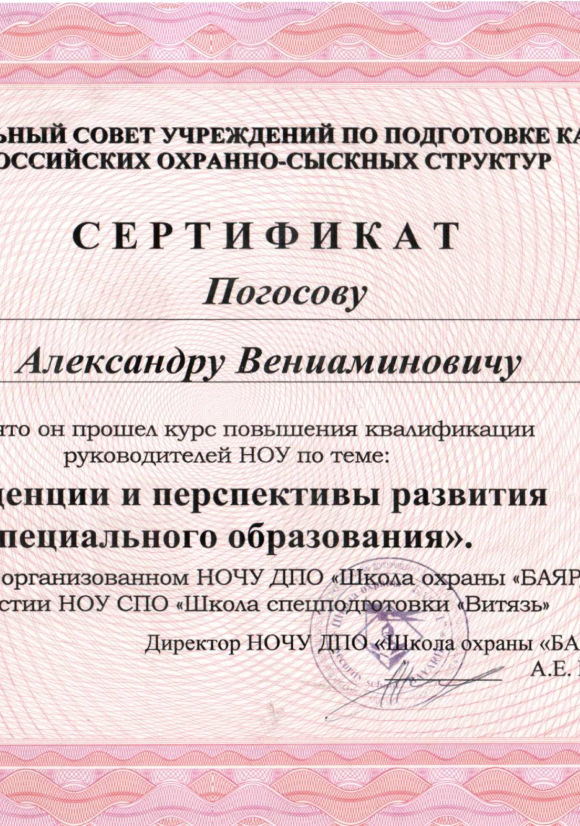 ЬНЫЙ СОВЕТ УЧРЕЖДЕНИЙ ПО ПОДГОТОВКЕ КА
ОССИЙСКИХ ОХРАННО-СЫСКНЫХ СТРУКТУР
СЕРТИФИКАТ
Погосову
Александру Вениаминовичу
что он прошел курс повышения квалификации
руководителей НОУ по теме:
денции и перспективы развития
пециального образования».
организованном НОЧУ ДПО «Школа охраны «БАЯР
стии НОУ СПО «Школа спецподготовки «Витязь»
Директор НОЧУ ДПО «Школа охраны «БА
А.Е.